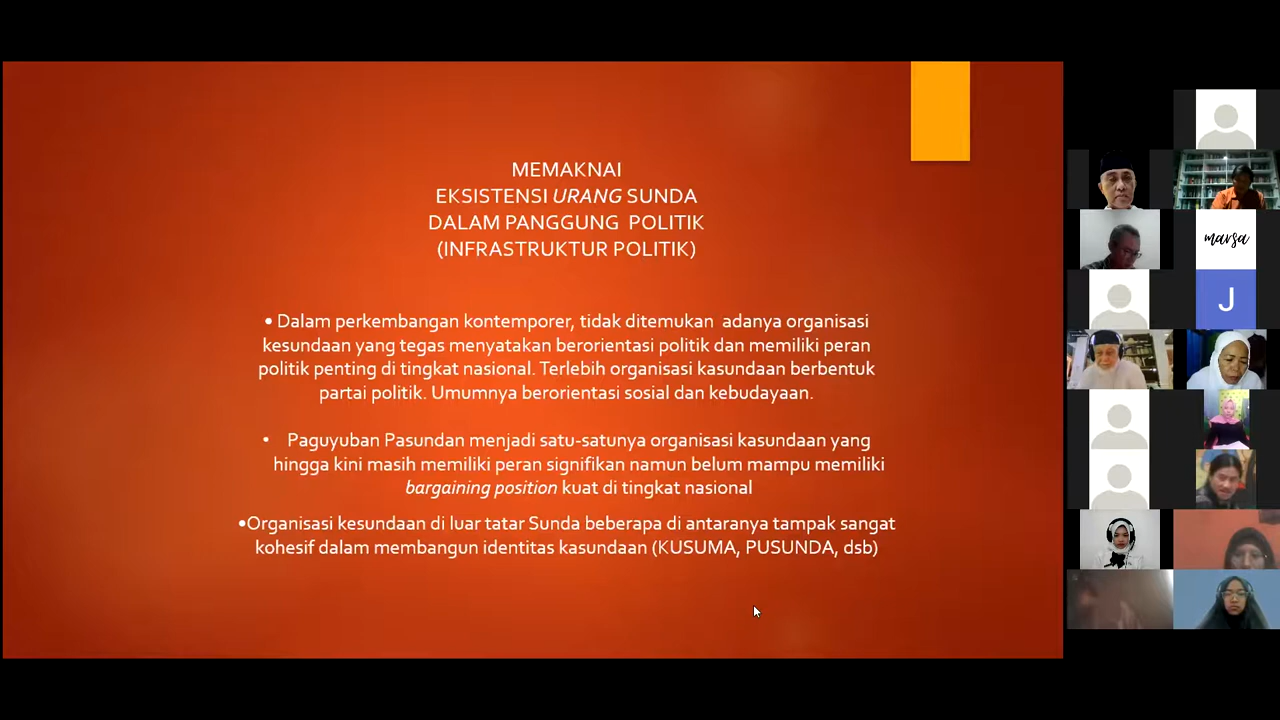 MEMAKNAI
EKSISTENSI URANG SUNDA
DALAM PANGGUNG POLITIK
(INFRASTRUKTUR POLITIK)
• Dalam perkembangan kontemporer, tidak ditemukan adanya organisasi
kesundaan yang tegas menyatakan berorientasi politik dan memiliki peran
politik penting di tingkat nasional. Terlebih organisasi kasundaan berbentuk
partai politik. Umumnya berorientasi sosial dan kebudayaan.
• Paguyuban Pasundan menjadi satu-satunya organisasi kasundaan yang
hingga kini masih memiliki peran signifikan namun belum mampu memiliki
bargaining position kuat di tingkat nasional
•Organisasi kesundaan di luar tatar Sunda beberapa di antaranya tampak sangat
kohesif dalam membangun identitas kasundaan (KUSUMA, PUSUNDA, dsb)
marsa
J